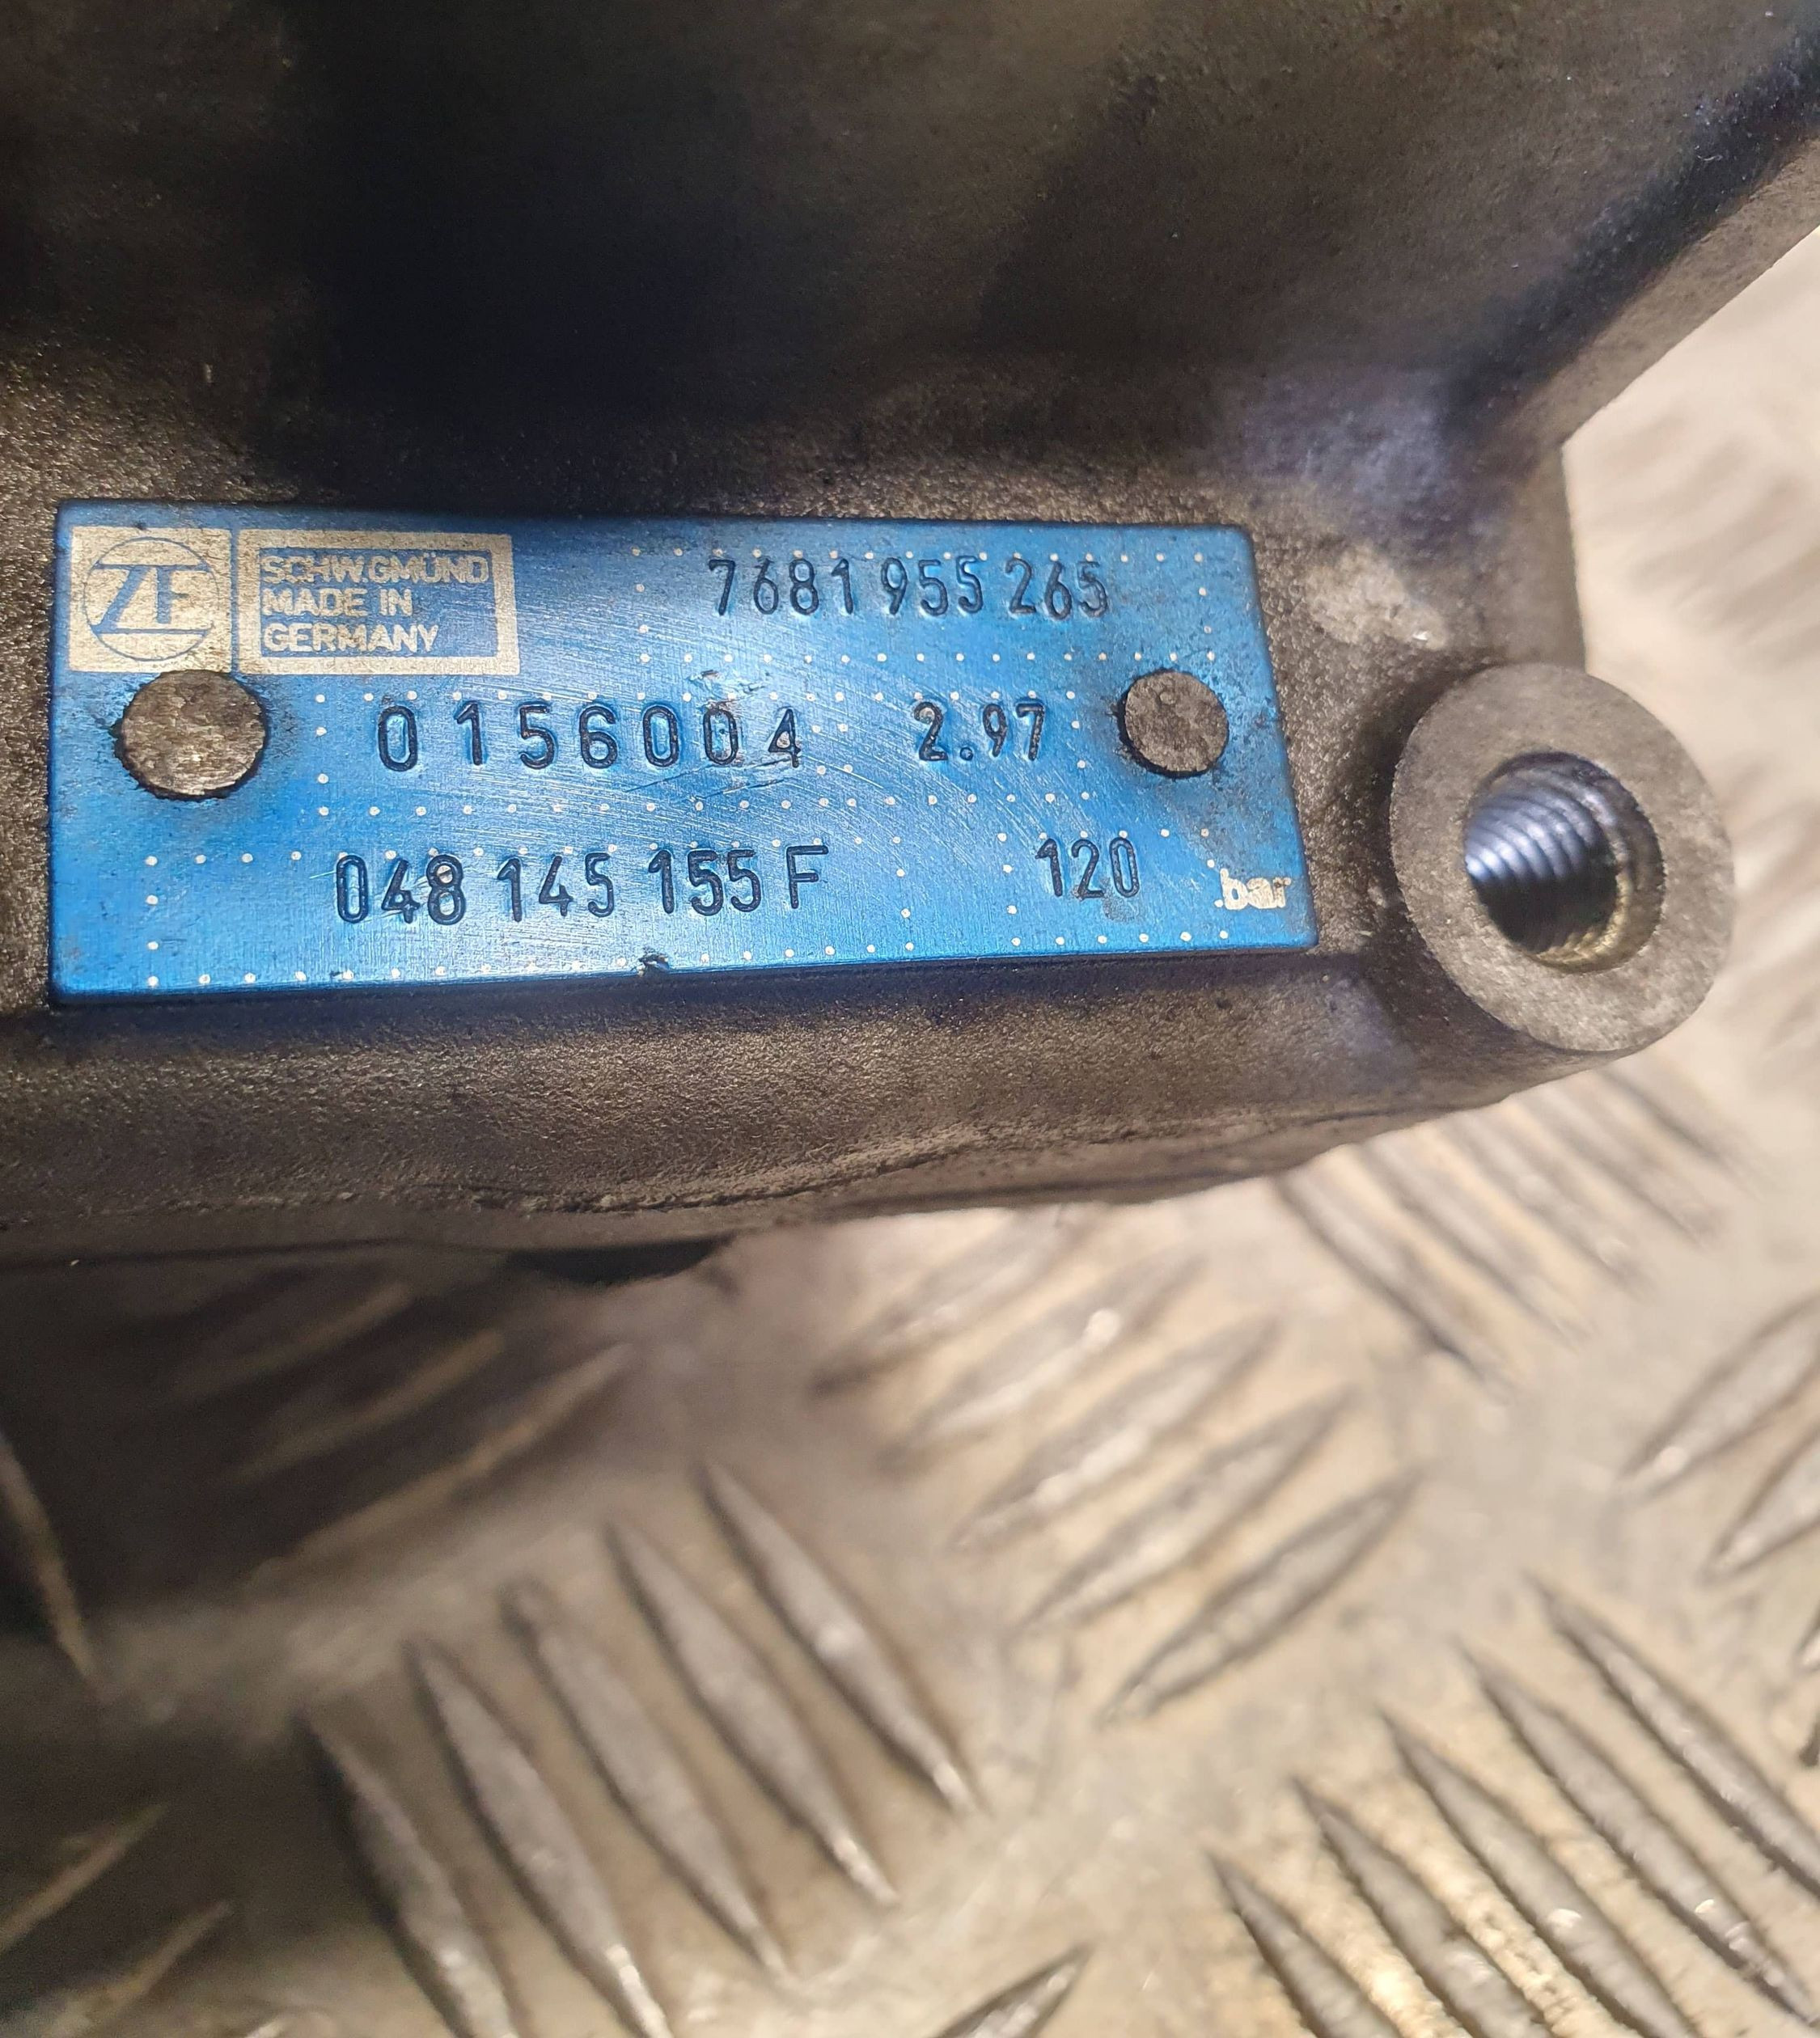 ZF
SCHW.GMÜND
MADE IN
GERMANY
7681 955 265
0156004 2.97
048 145 155 F 120 bar